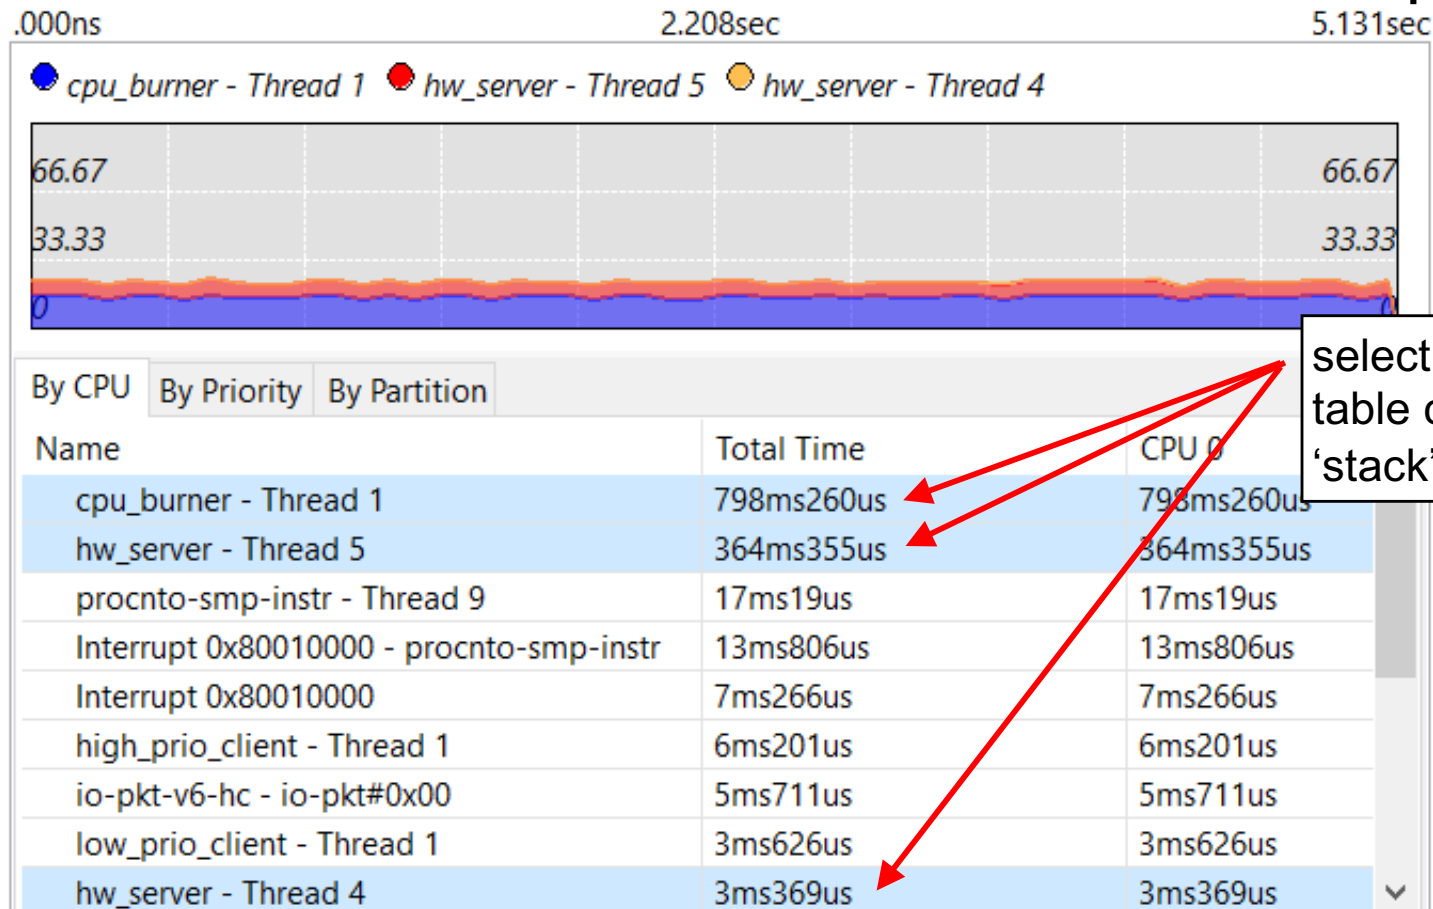 .000ns 2.208sec 5.131sec
cpu_burner - Thread 1 hw_server - Thread 5 hw_server - Thread 4
66.67 66.67
33.33 33.33
0 0
select
table
'stack'
By CPU By Priority By Partition
Name Total Time CPU 0
cpu_burner - Thread 1 798ms260us 798ms260us
hw_server - Thread 5 364ms355us 364ms355us
procnto-smp-instr - Thread 9 17ms19us 17ms19us
Interrupt 0x80010000 - procnto-smp-instr 13ms806us 13ms806us
Interrupt 0x80010000 7ms266us 7ms266us
high_prio_client - Thread 1 6ms201us 6ms201us
io-pkt-v6-hc - io-pkt#0x00 5ms711us 5ms711us
low_prio_client - Thread 1 3ms626us 3ms626us
hw_server - Thread 4 3ms369us 3ms369us